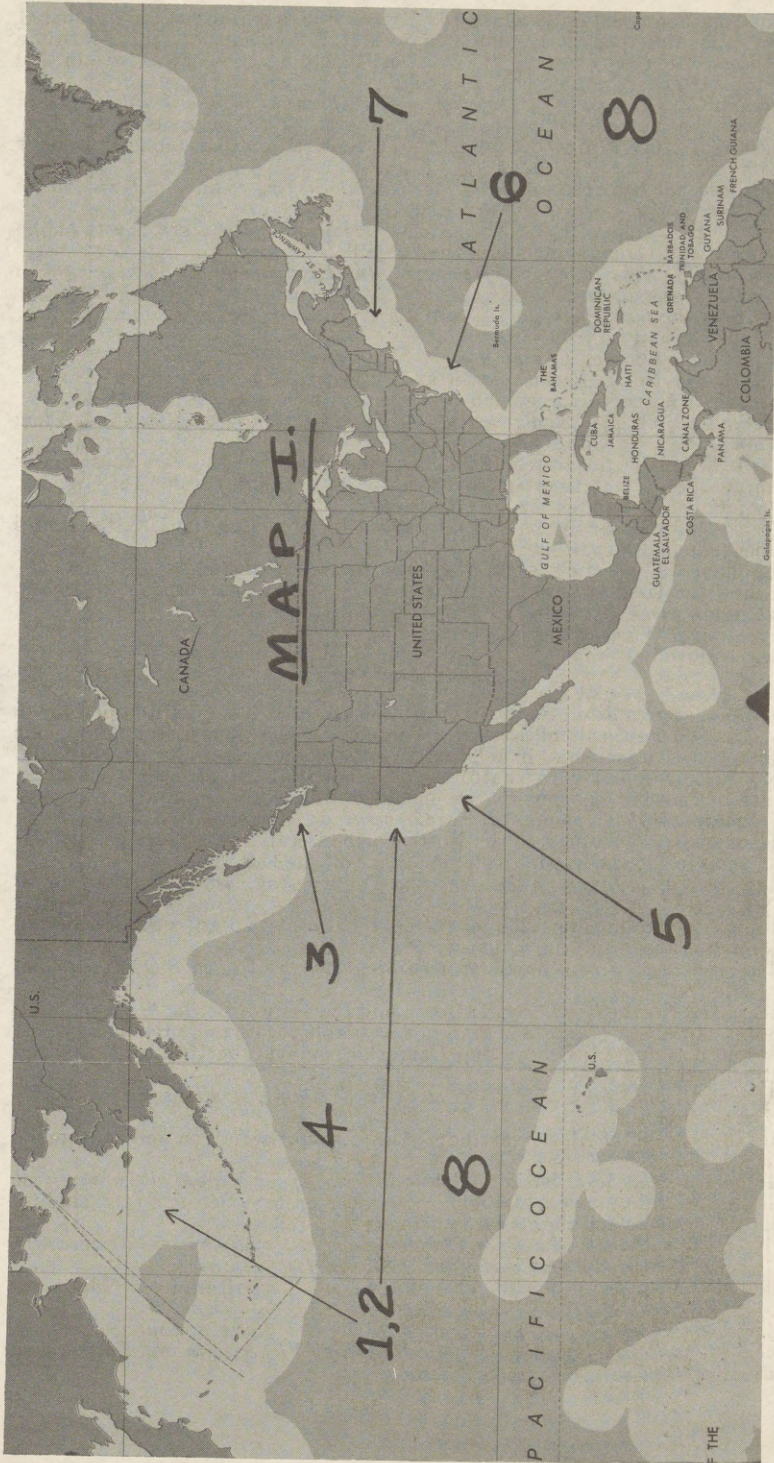 MAP I.
1,2
3
4
5
6
7
8
8
U.S.
CANADA
UNITED STATES
MEXICO
GULF OF MEXICO
ATLANTIC
OCEAN
PACIFIC OCEAN
U.S.
Bermuda Is.
THE
BAHAMAS
CUBA
JAMAICA
HAITI
DOMINICAN
REPUBLIC
CARIBBEAN SEA
BELIZE
HONDURAS
GUATEMALA
EL SALVADOR
NICARAGUA
COSTA RICA
CANAL ZONE
PANAMA
GRENADA
BARBADOS
TRINIDAD AND
TOBAGO
VENEZUELA
COLOMBIA
GUYANA
SURINAM
FRENCH GUIANA
Galapagos Is.
Cape
F THE